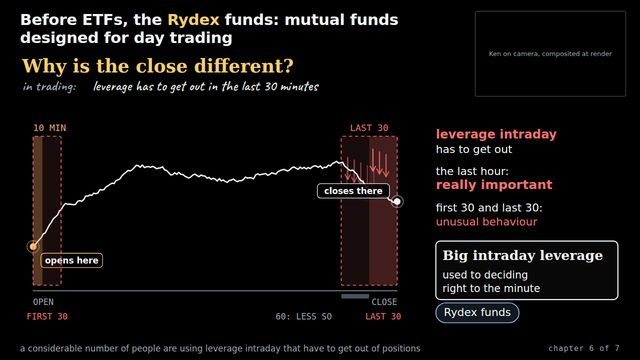 Before ETFs, the Rydex funds: mutual funds
designed for day trading
Ken on camera, composited at render
Why is the close different?
in trading: leverage has to get out in the last 30 minutes
10 MIN
LAST 30
closes there
opens here
OPEN
CLOSE
FIRST 30
60: LESS SO
LAST 30
leverage intraday
has to get out
the last hour:
really important
first 30 and last 30:
unusual behaviour
Big intraday leverage
used to deciding
right to the minute
Rydex funds
a considerable number of people are using leverage intraday that have to get out of positions
chapter 6 of 7